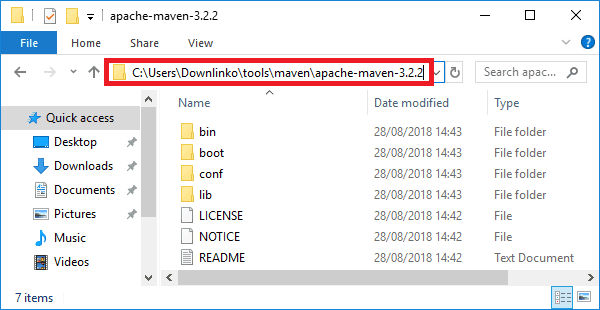 apache-maven-3.2.2
File Home Share View
C:\Users\Downlinko\tools\maven\apache-maven-3.2.2
Search apac...
Name Date modified Type
Quick access
Desktop
Downloads
Documents
Pictures
Music
Videos
bin 28/08/2018 14:43 File folder
boot 28/08/2018 14:43 File folder
conf 28/08/2018 14:43 File folder
lib 28/08/2018 14:43 File folder
LICENSE 28/08/2018 14:42 File
NOTICE 28/08/2018 14:42 File
README 28/08/2018 14:42 Text Document
7 items